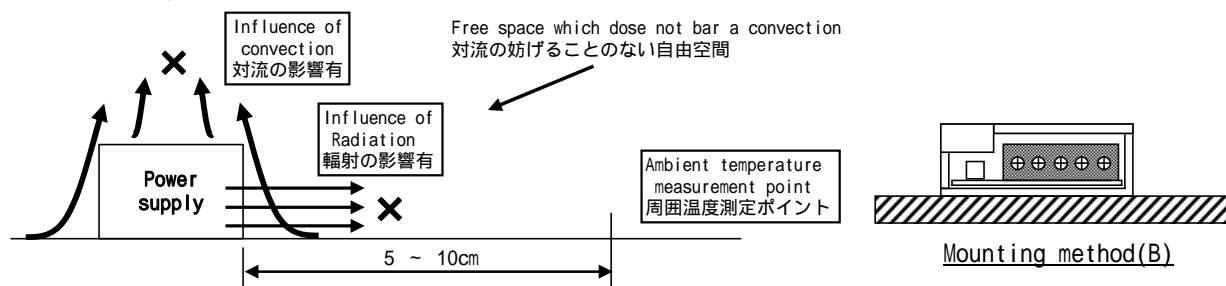 Influence of
convection
対流の影響有
Free space which dose not bar a convection
対流の妨げることのない自由空間
Influence of
Radiation
輻射の影響有
Power
supply
Ambient temperature
measurement point
周囲温度測定ポイント
5 ~ 10cm
Mounting method(B)